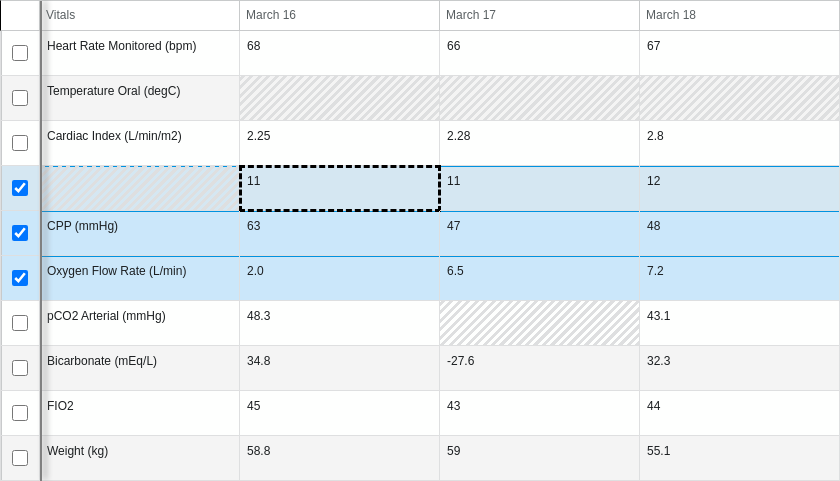 Vitals March 16 March 17 March 18
Heart Rate Monitored (bpm) 68 66 67
Temperature Oral (degC)
Cardiac Index (L/min/m2) 2.25 2.28 2.8
11 11 12
CPP (mmHg) 63 47 48
Oxygen Flow Rate (L/min) 2.0 6.5 7.2
pCO2 Arterial (mmHg) 48.3 43.1
Bicarbonate (mEq/L) 34.8 -27.6 32.3
FIO2 45 43 44
Weight (kg) 58.8 59 55.1